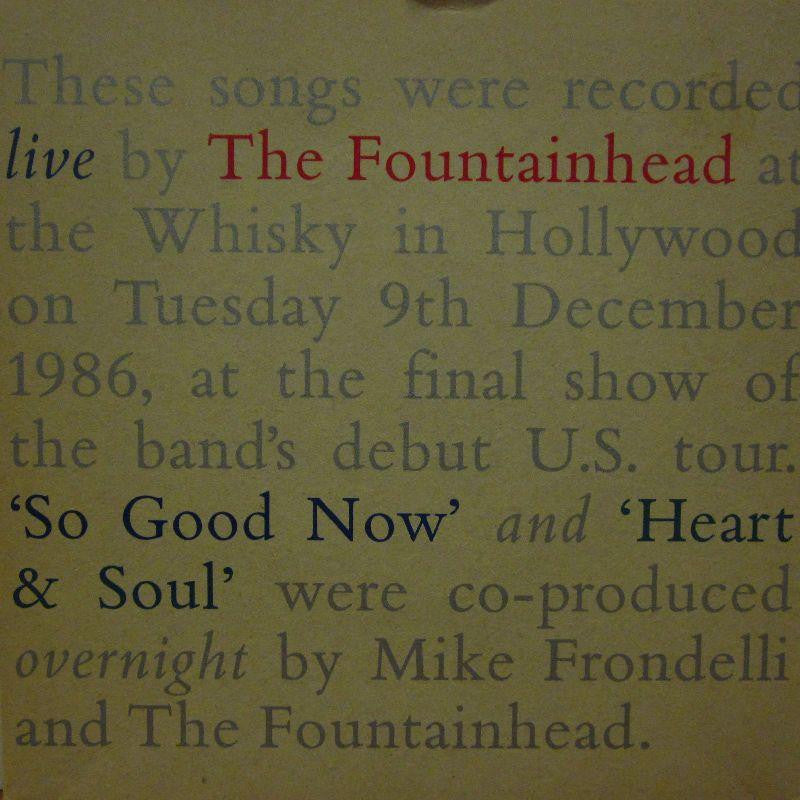 These songs were recorded
live by The Fountainhead at
the Whisky in Hollywood
on Tuesday 9th December
1986, at the final show of
the band's debut U.S. tour.
‘So Good Now’ and ‘Heart
& Soul’ were co-produced
overnight by Mike Frondelli
and The Fountainhead.